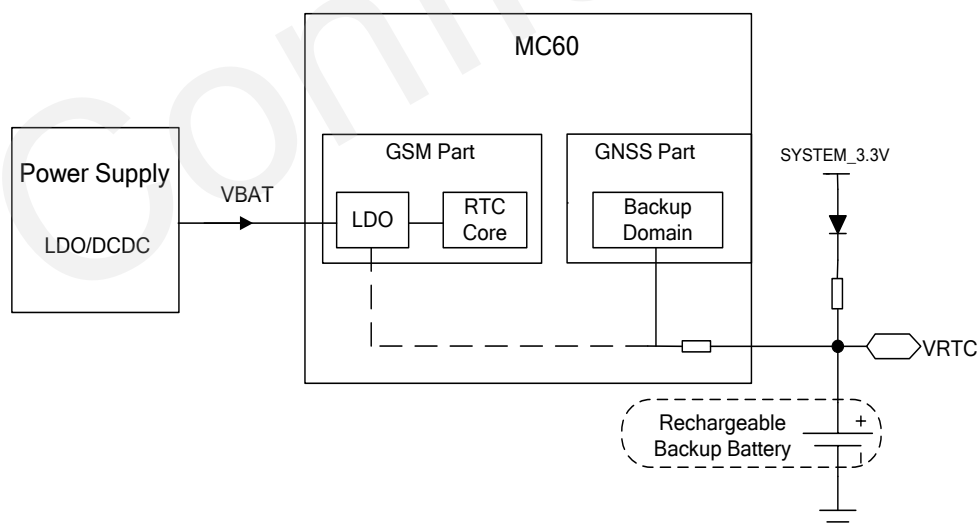 MC60
Power Supply
LDO/DCDC
VBAT
GSM Part
LDO
RTC
Core
GNSS Part
Backup
Domain
SYSTEM_3.3V
VRTC
Rechargeable
Backup Battery
+